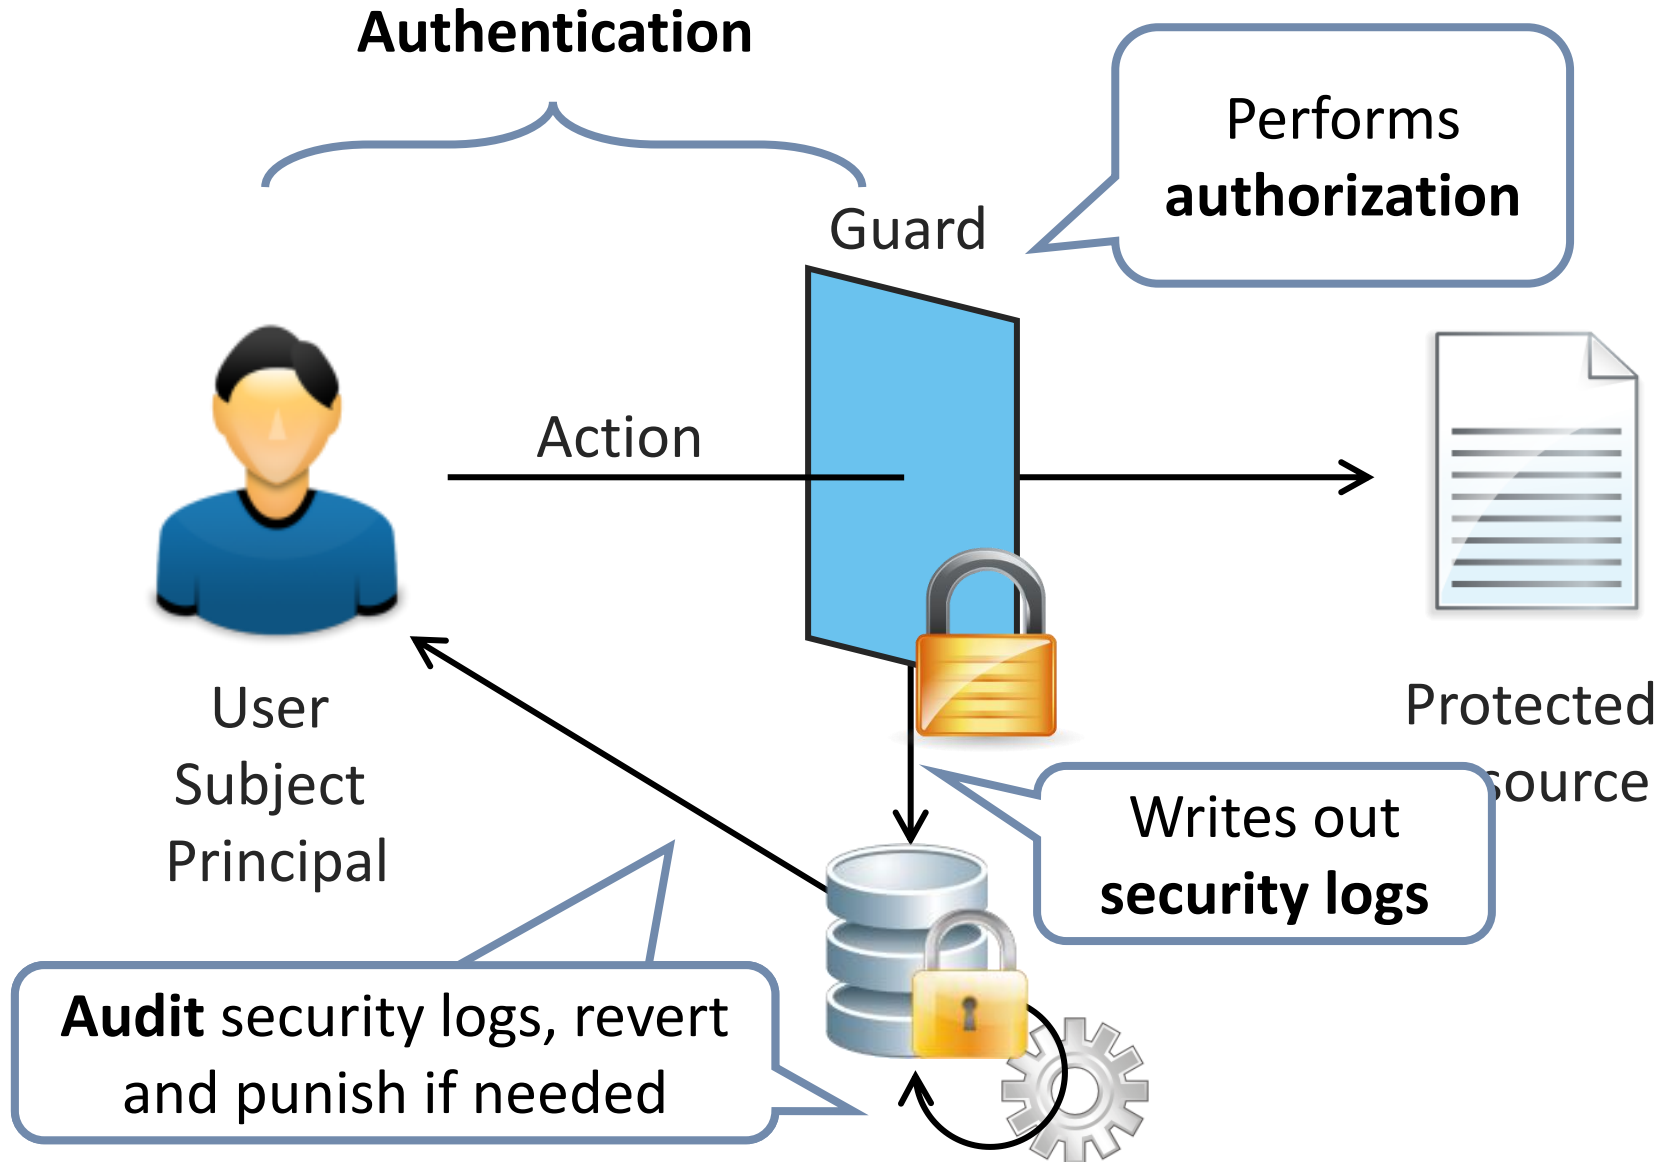 Authentication
Performs
authorization
Guard
Action
User
Subject
Principal
Protected
Writes out
security logs
Audit security logs, revert
and punish if needed